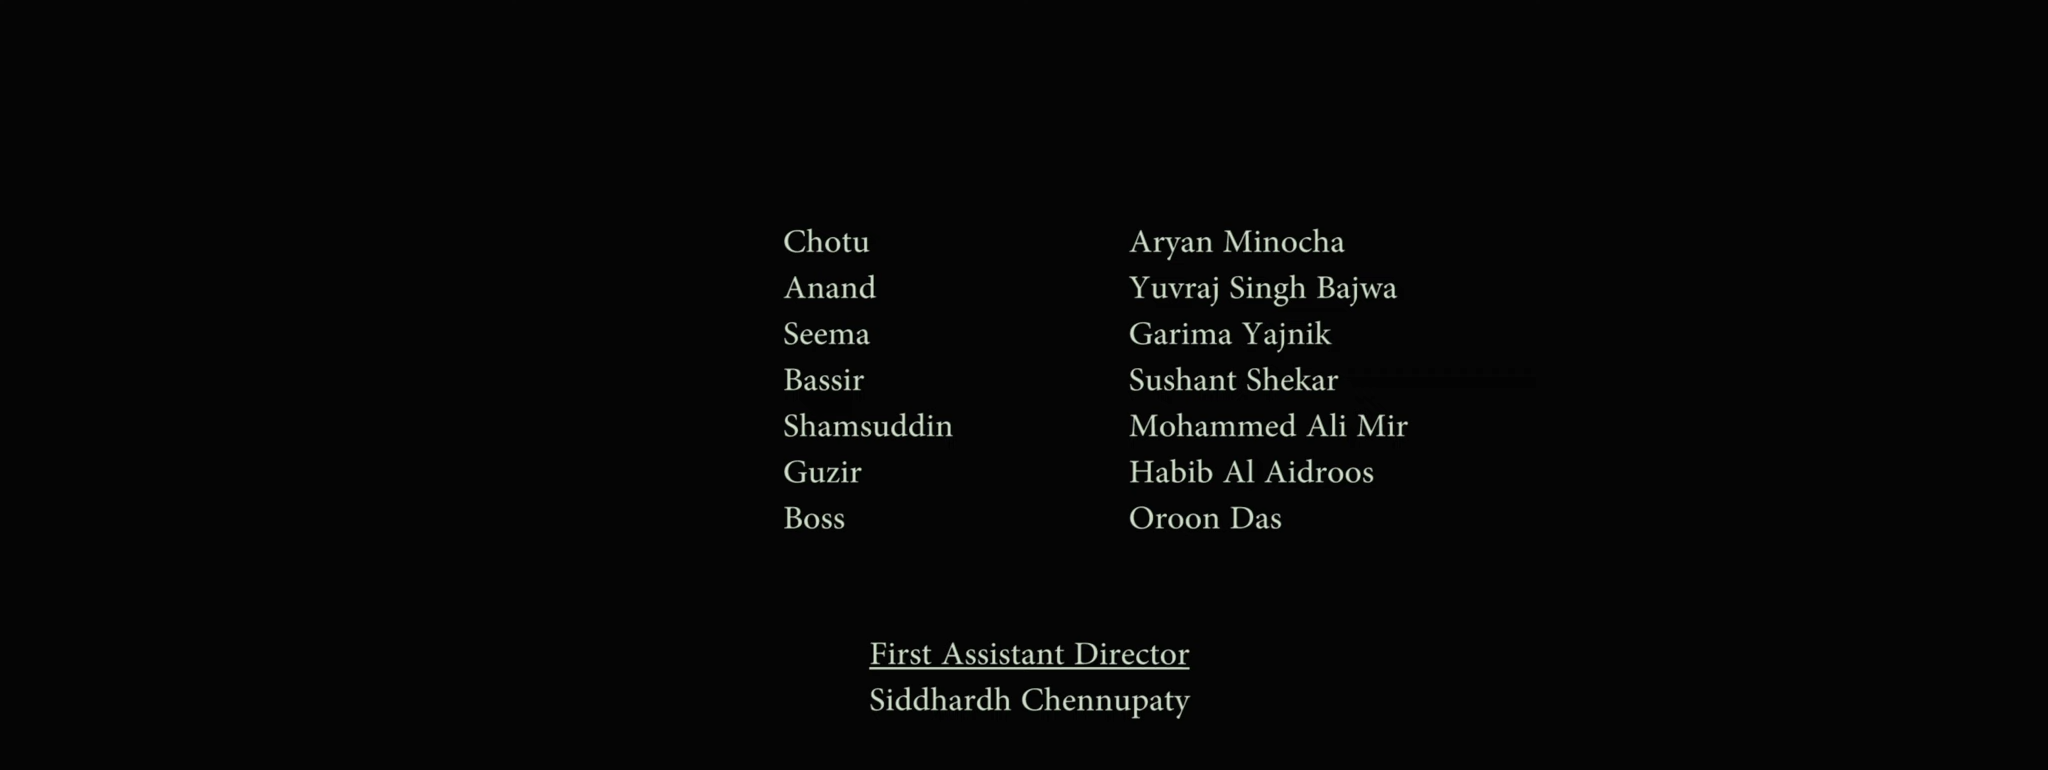 Chotu Aryan Minocha
Anand Yuvraj Singh Bajwa
Seema Garima Yajnik
Bassir Sushant Shekar
Shamsuddin Mohammed Ali Mir
Guzir Habib Al Aidroos
Boss Oroon Das
First Assistant Director
Siddhardh Chennupaty